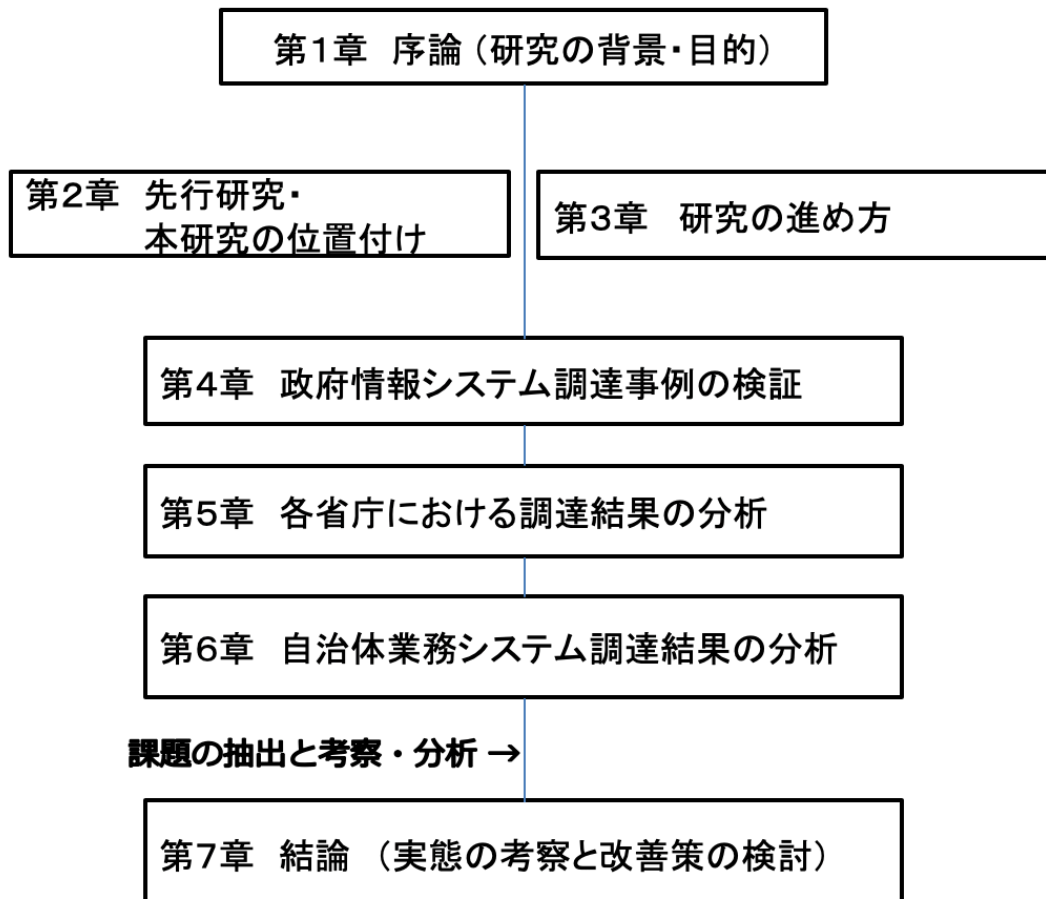 第1章 序論（研究の背景・目的）
第2章 先行研究・
本研究の位置付け
第3章 研究の進め方
第4章 政府情報システム調達事例の検証
第5章 各省庁における調達結果の分析
第6章 自治体業務システム調達結果の分析
課題の抽出と考察・分析 →
第7章 結論 （実態の考察と改善策の検討）